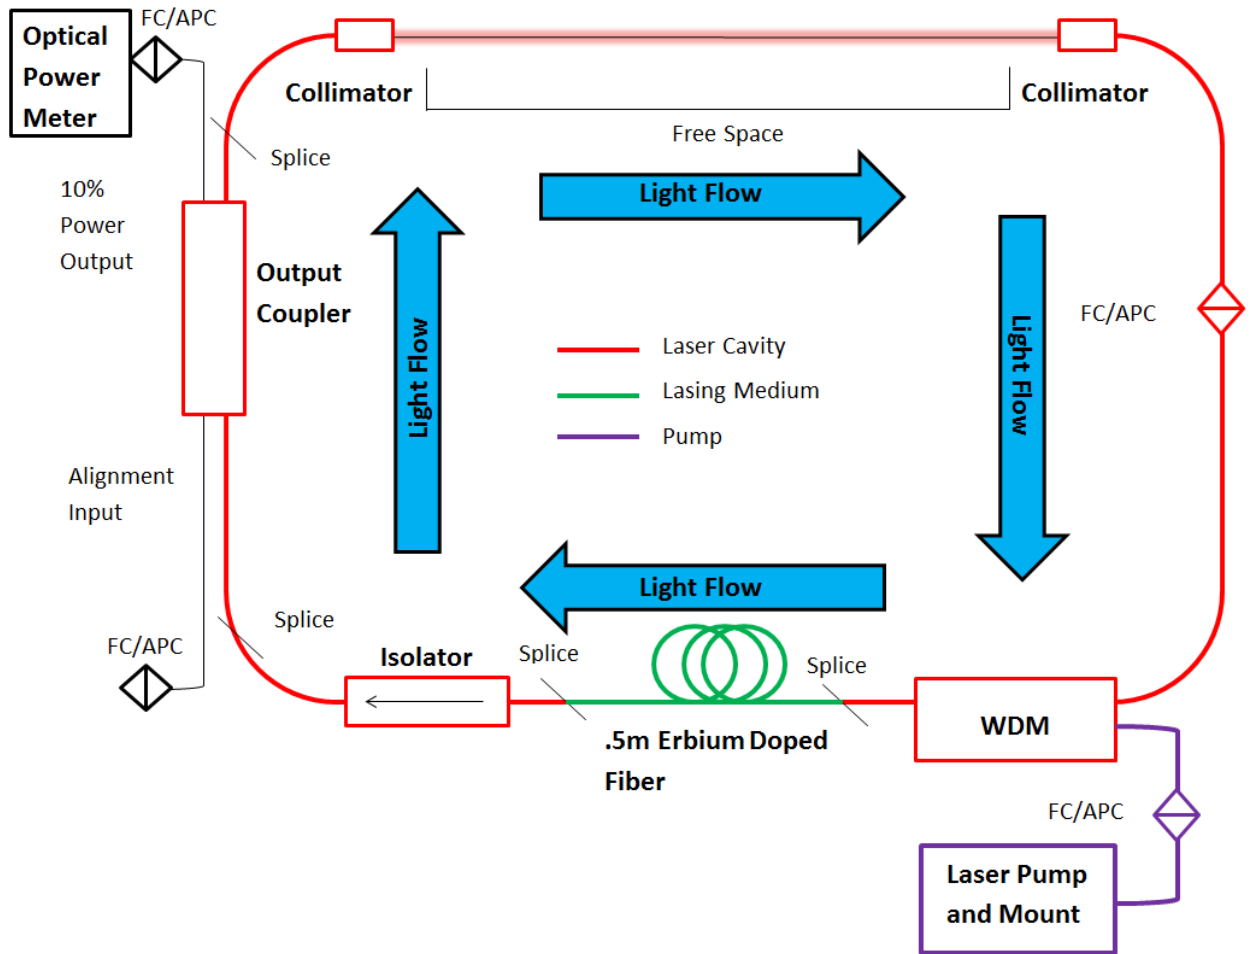 FC/APC
Optical
Power
Meter
Collimator
Collimator
Free Space
Splice
10%
Power
Output
Light Flow
Output
Coupler
FC/APC
Light Flow
Light Flow
Laser Cavity
Lasing Medium
Pump
Alignment
Input
Light Flow
Splice
FC/APC
Isolator
Splice
Splice
.5m Erbium Doped
Fiber
WDM
FC/APC
Laser Pump
and Mount